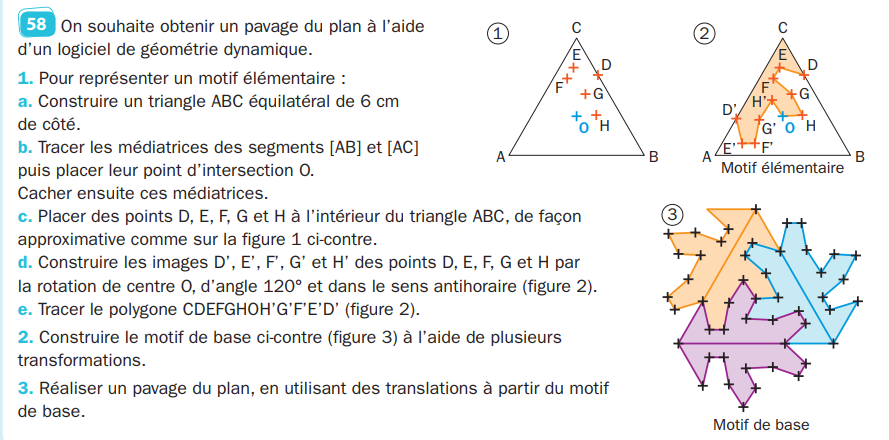 58 On souhaite obtenir un pavage du plan à l'aide
d'un logiciel de géométrie dynamique.
1. Pour représenter un motif élémentaire :
a. Construire un triangle ABC équilatéral de 6 cm
de côté.
b. Tracer les médiatrices des segments [AB] et [AC]
puis placer leur point d'intersection O.
Cacher ensuite ces médiatrices.
c. Placer des points D, E, F, G et H à l'intérieur du triangle ABC, de façon
approximative comme sur la figure 1 ci-contre.
d. Construire les images D', E', F', G' et H' des points D, E, F, G et H par
la rotation de centre O, d'angle 120° et dans le sens antihoraire (figure 2).
e. Tracer le polygone CDEFGHOH'G'F'E'D' (figure 2).
2. Construire le motif de base ci-contre (figure 3) à l'aide de plusieurs
transformations.
3. Réaliser un pavage du plan, en utilisant des translations à partir du motif
de base.
1
C
E
D
F
G
O
H
A
B
2
C
E
D
F
G
H'
D'
G'
O
H
E'
F'
A
B
Motif élémentaire
3
Motif de base